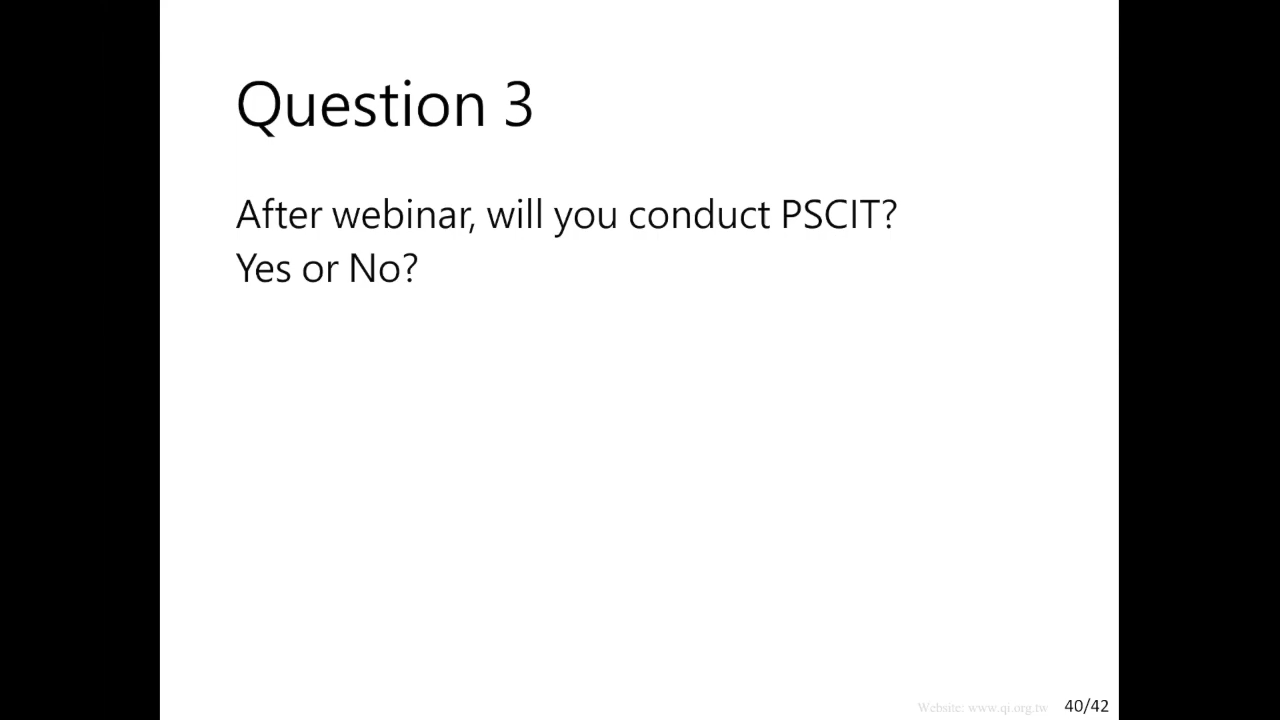 Question 3
After webinar, will you conduct PSCIT?
Yes or No?
Website: www.qi.org.tw
40/42